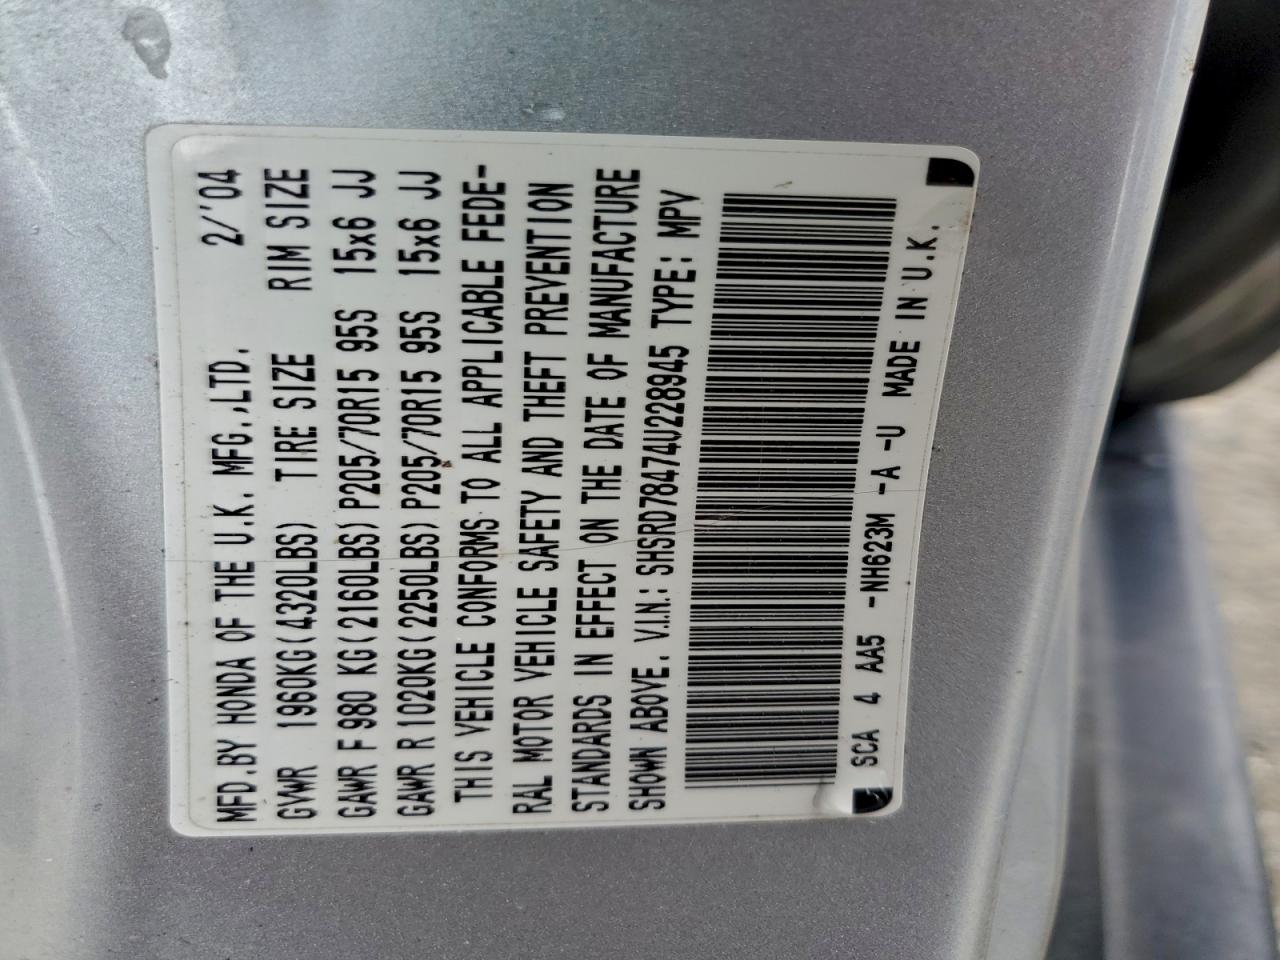 MFD.BY HONDA OF THE U.K. MFG.,LTD. 2/'04
GVWR 1960KG(4320LBS) TIRE SIZE RIM SIZE
GAWR F 980 KG(2160LBS) P205/70R15 95S 15x6 JJ
GAWR R 1020KG(2250LBS) P205/70R15 95S 15x6 JJ
THIS VEHICLE CONFORMS TO ALL APPLICABLE FEDE-
RAL MOTOR VEHICLE SAFETY AND THEFT PREVENTION
STANDARDS IN EFFECT ON THE DATE OF MANUFACTURE
SHOWN ABOVE. V.I.N.: SHSRD78474U228945 TYPE: MPV
SCA 4 AA5 -NH623M -A -U MADE IN U.K.